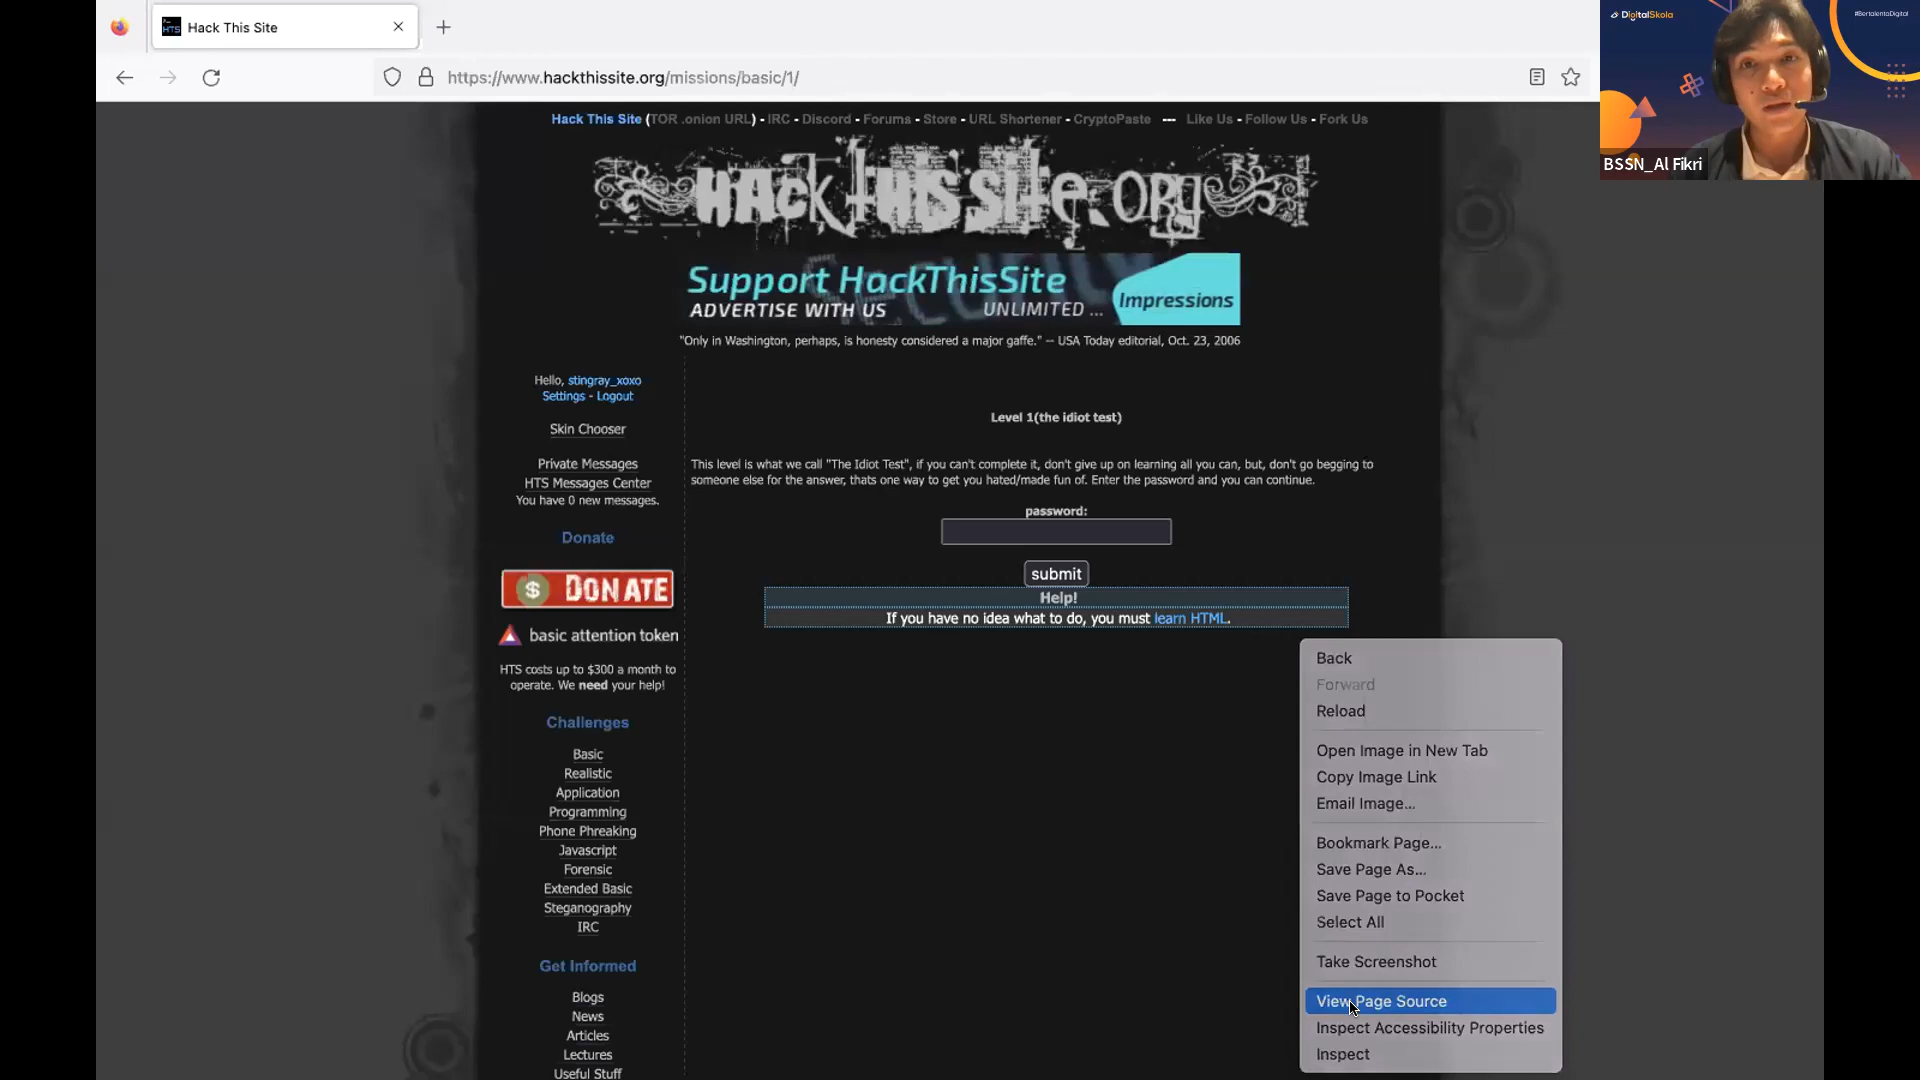 Hack This Site
https://www.hackthissite.org/missions/basic/1/
DigitalSkola
#BertalentaDigital
BSSN_Al Fikri
Hack This Site (TOR .onion URL) - IRC - Discord - Forums - Store - URL Shortener - CryptoPaste --- Like Us - Follow Us - Fork Us
HACK THIS SITE.ORG
Support HackThisSite
ADVERTISE WITH US
UNLIMITED ...
Impressions
"Only in Washington, perhaps, is honesty considered a major gaffe." -- USA Today editorial, Oct. 23, 2006
Hello, stingray_xoxo
Settings - Logout
Skin Chooser
Private Messages
HTS Messages Center
You have 0 new messages.
Donate
$ DONATE
basic attention token
HTS costs up to $300 a month to
operate. We need your help!
Challenges
Basic
Realistic
Application
Programming
Phone Phreaking
Javascript
Forensic
Extended Basic
Steganography
IRC
Get Informed
Blogs
News
Articles
Lectures
Useful Stuff
Level 1(the idiot test)
This level is what we call "The Idiot Test", if you can't complete it, don't give up on learning all you can, but, don't go begging to
someone else for the answer, thats one way to get you hated/made fun of. Enter the password and you can continue.
password:
submit
Help!
If you have no idea what to do, you must learn HTML.
Back
Forward
Reload
Open Image in New Tab
Copy Image Link
Email Image...
Bookmark Page...
Save Page As...
Save Page to Pocket
Select All
Take Screenshot
View Page Source
Inspect Accessibility Properties
Inspect